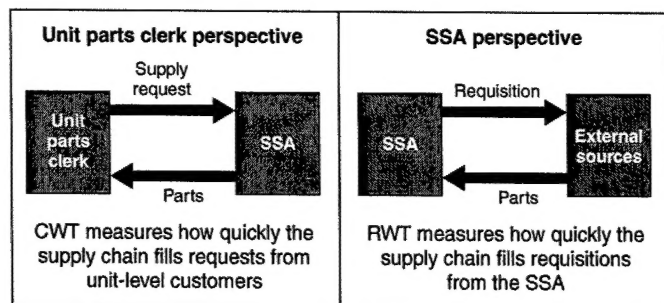 Unit parts clerk perspective
Supply
request
Unit
parts
clerk
SSA
Parts
CWT measures how quickly the
supply chain fills requests from
unit-level customers
SSA perspective
Requisition
SSA
External
sources
Parts
RWT measures how quickly the
supply chain fills requisitions
from the SSA